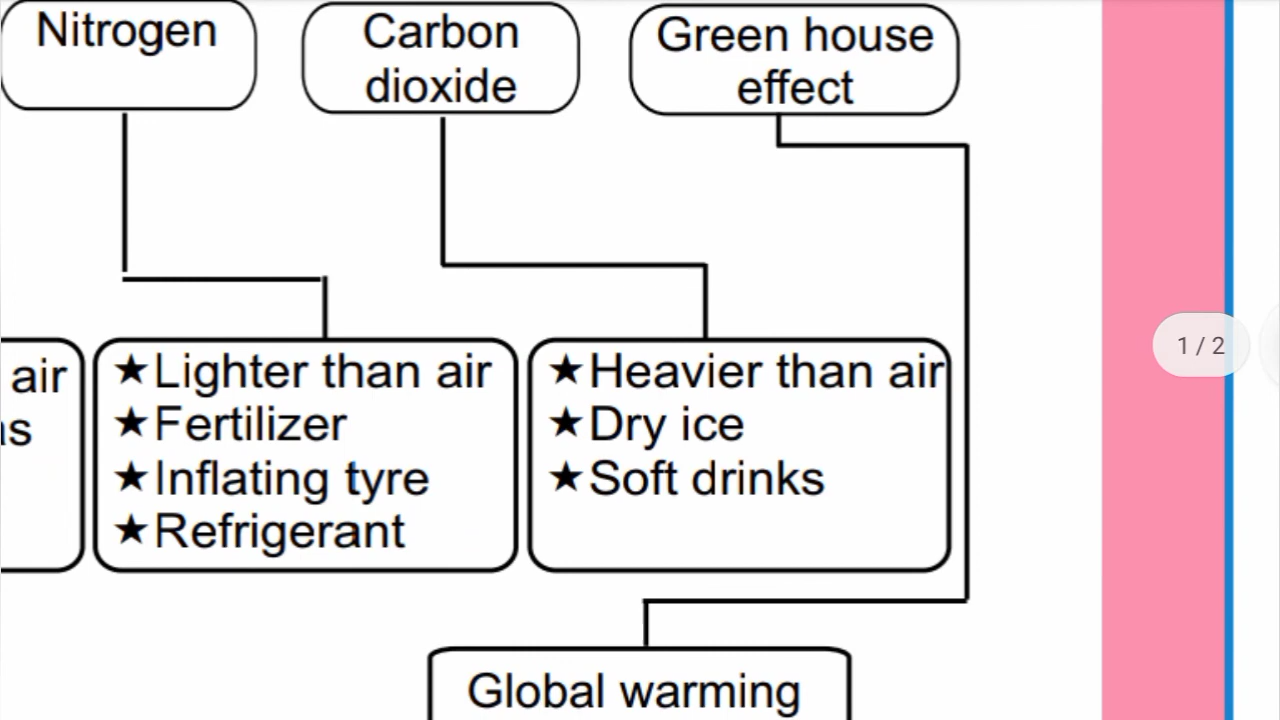 Nitrogen
Carbon
dioxide
Green house
effect
air
★Lighter than air
★Fertilizer
★Inflating tyre
★Refrigerant
★Heavier than air
★Dry ice
★Soft drinks
Global warming
1 / 2